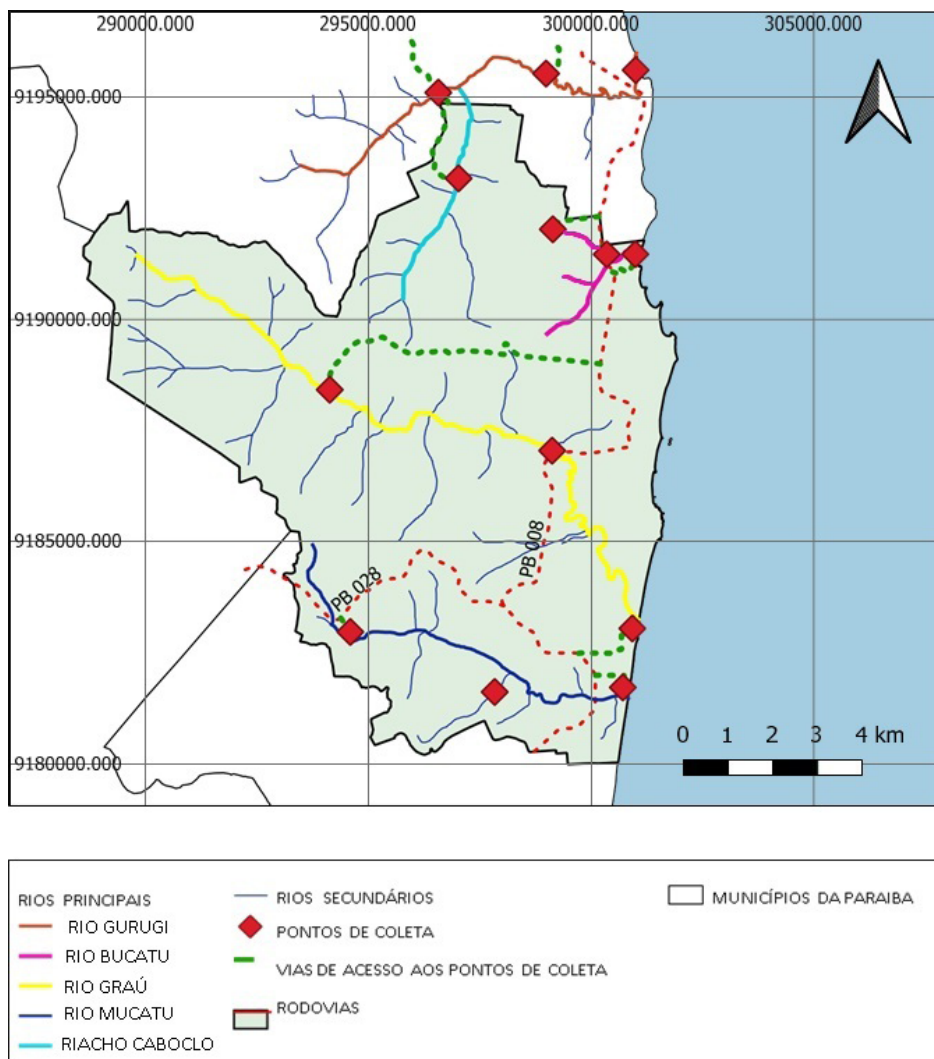 290000.000 295000.000 300000.000 305000.000
9195000.000
9190000.000
9185000.000
PB 008
PB 028
0 1 2 3 4 km
9180000.000
RIOS PRINCIPAIS
RIO GURUGI
RIO BUCATU
RIO GRAÚ
RIO MUCATU
RIACHO CABOCLO
RIOS SECUNDÁRIOS
PONTOS DE COLETA
VIAS DE ACESSO AOS PONTOS DE COLETA
RODOVIAS
MUNICÍPIOS DA PARAIBA